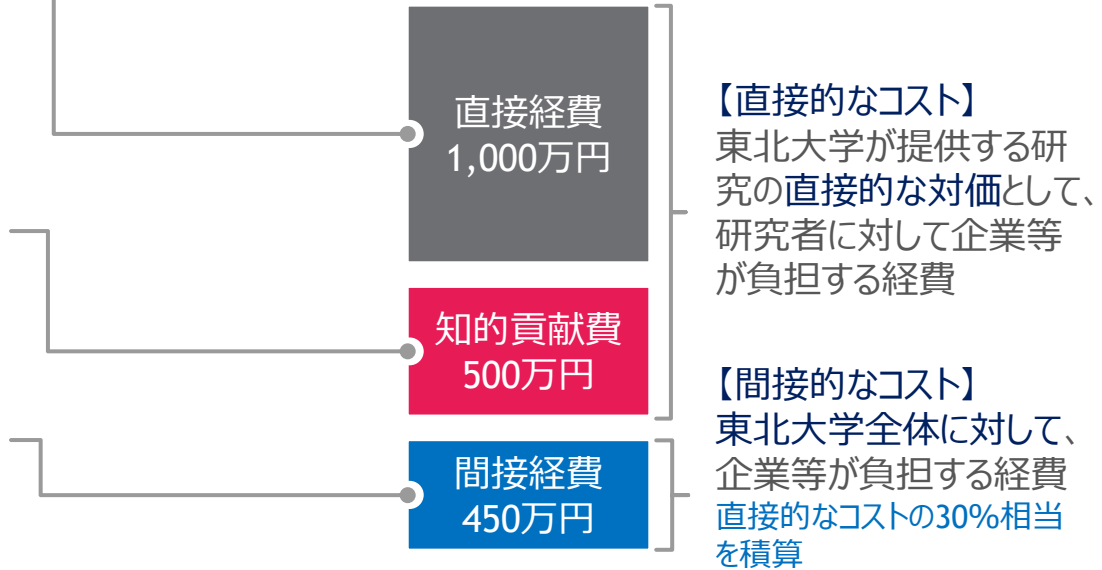 直接経費
1,000万円
知的貢献費
500万円
間接経費
450万円
【直接的なコスト】
東北大学が提供する研
究の直接的な対価として、
研究者に対して企業等
が負担する経費
【間接的なコスト】
東北大学全体に対して、
企業等が負担する経費
直接的なコストの30%相当
を積算